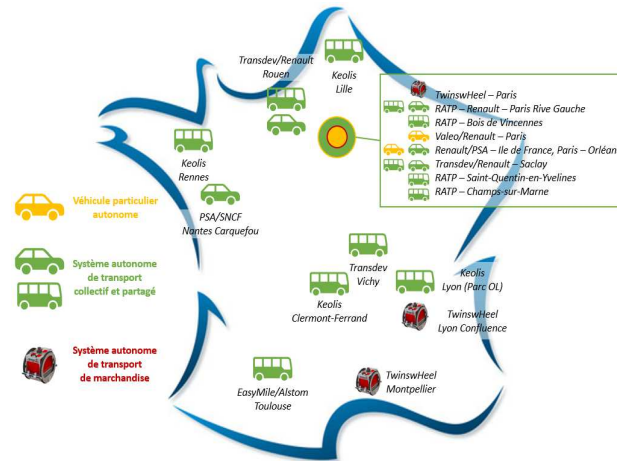 Transdev/Renault
Rouen
Keolis
Lille
TwinswHeel – Paris
RATP – Renault – Paris Rive Gauche
RATP – Bois de Vincennes
Valeo/Renault – Paris
Renault/PSA – Ile de France, Paris – Orléan
Transdev/Renault – Saclay
RATP – Saint-Quentin-en-Yvelines
RATP – Champs-sur-Marne
Keolis
Rennes
PSA/SNCF
Nantes Carquefou
Véhicule particulier
autonome
Système autonome
de transport
collectif et partagé
Système autonome
de transport
de marchandise
Transdev
Vichy
Keolis
Clermont-Ferrand
Keolis
Lyon (Parc OL)
TwinswHeel
Lyon Confluence
EasyMile/Alstom
Toulouse
TwinswHeel
Montpellier